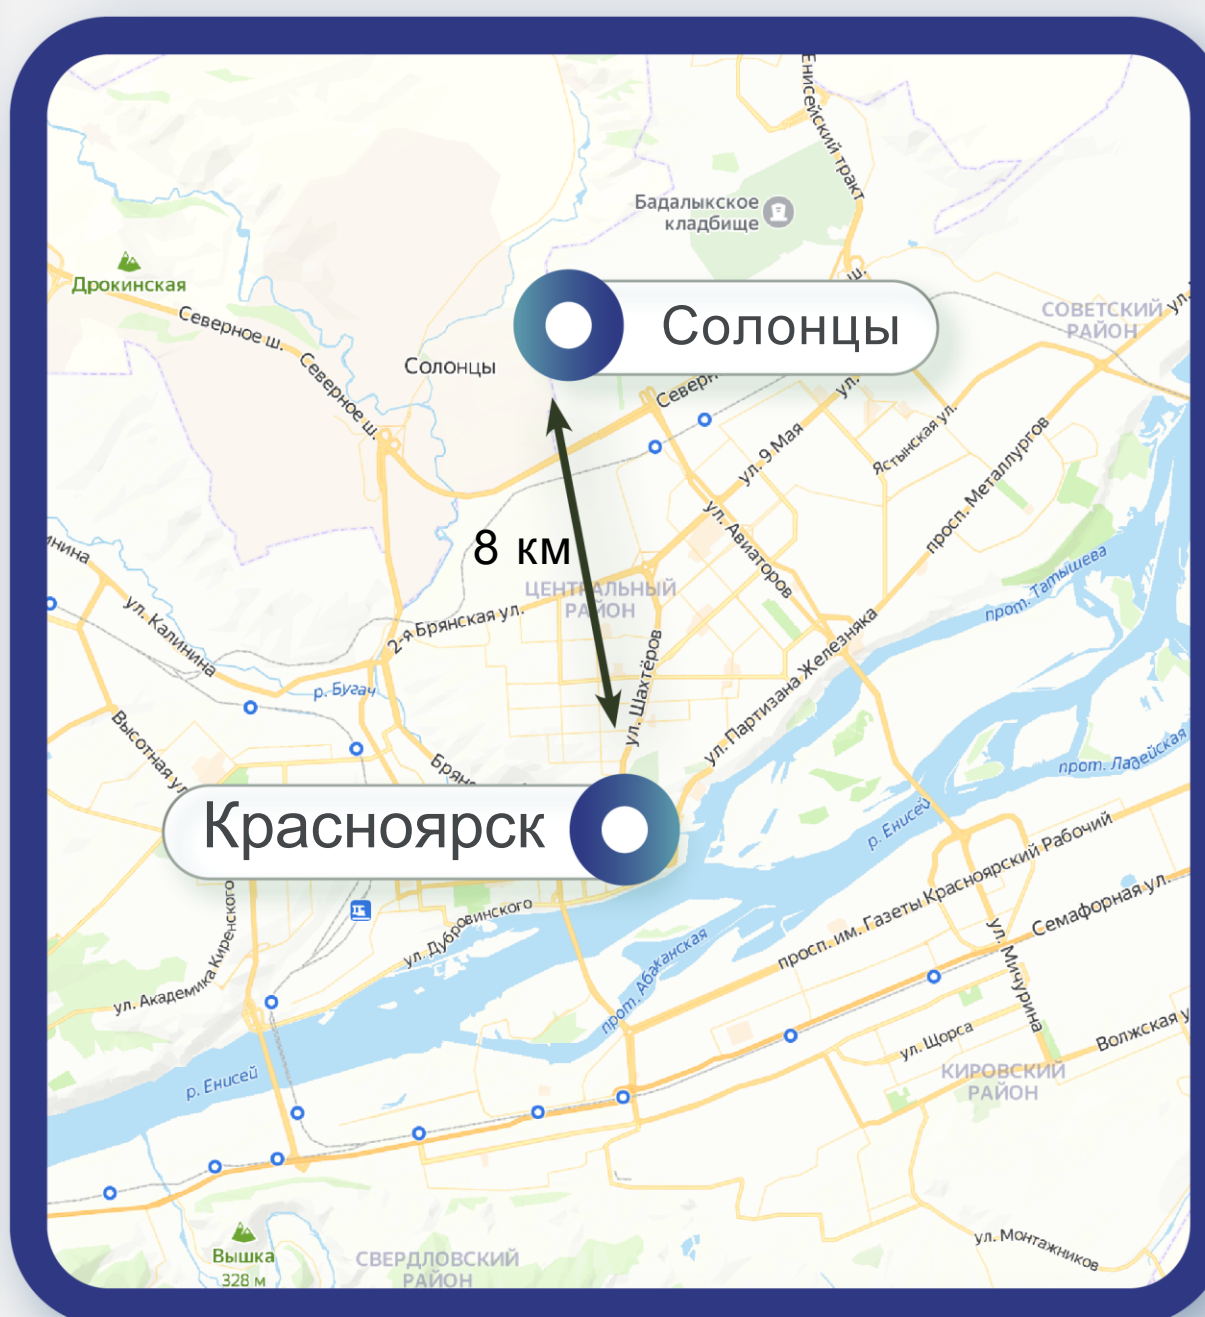 Енисейский тракт
Бадалыкское
кладбище
Дрокинская
Северное ш.
Северное ш.
Солонцы
Солонцы
ш.
СОВЕТСКИЙ
РАЙОН
ул.
ул.
Ястынская ул.
ул. 9 Мая
просп. Металлургов
ул. Авиаторов
8 км
ЦЕНТРАЛЬНЫЙ
РАЙОН
прот. Татышева
ул. Калинина
2-я Брянская ул.
р. Бугач
ул. Шахтёров
ул. Партизана Железняка
Высотная ул.
прот. Ладейская
р. Енисей
Красноярск
просп. им. Газеты Красноярский Рабочий
Семафорная ул.
ул. Академика Киренского
ул. Дубровинского
прот. Абаканская
ул. Мичурина
ул. Щорса
Волжская у
КИРОВСКИЙ
РАЙОН
р. Енисей
Вышка
328 м
СВЕРДЛОВСКИЙ
РАЙОН
ул. Монтажников